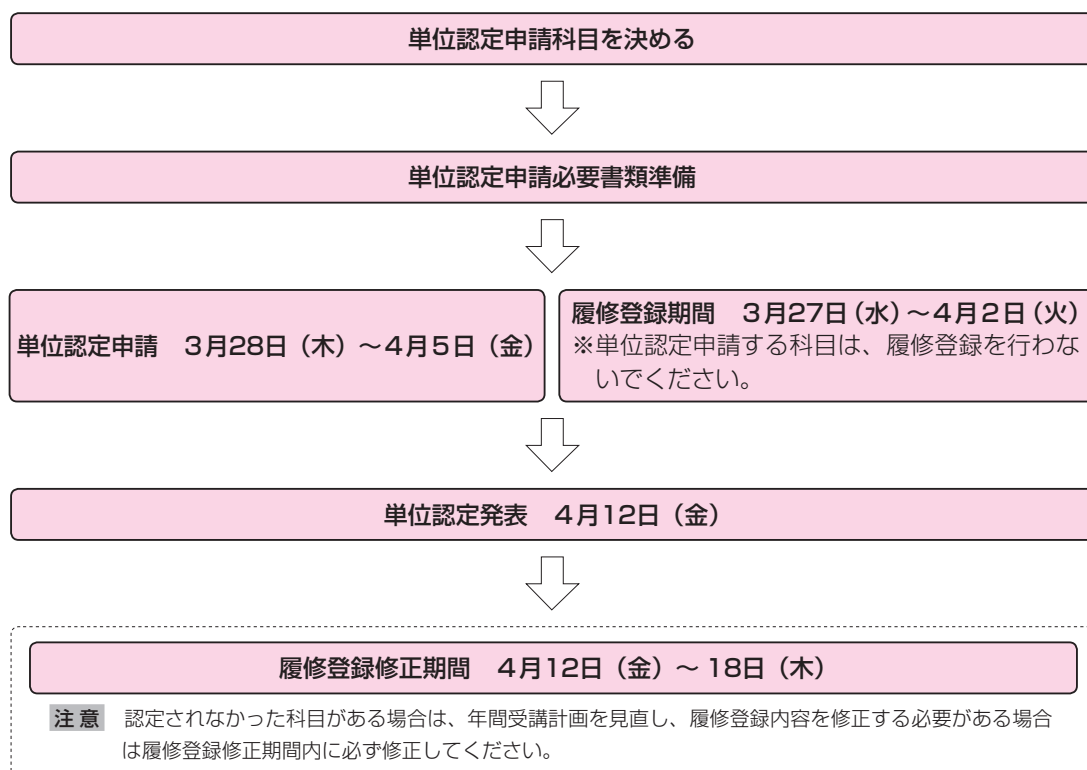 単位認定申請科目を決める
単位認定申請必要書類準備
単位認定申請　3月28日（木）～4月5日（金）
履修登録期間　3月27日（水）～4月2日（火）
※単位認定申請する科目は、履修登録を行わな
いでください。
単位認定発表　4月12日（金）
履修登録修正期間　4月12日（金）～18日（木）
注意　認定されなかった科目がある場合は、年間受講計画を見直し、履修登録内容を修正する必要がある場合
は履修登録修正期間内に必ず修正してください。